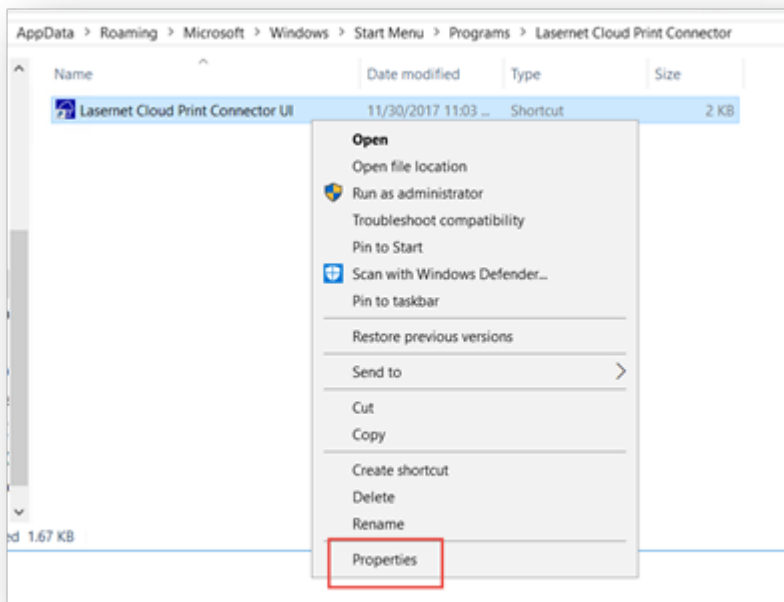 AppData > Roaming > Microsoft > Windows > Start Menu > Programs > Lasernet Cloud Print Connector
Name Date modified Type Size
Lasernet Cloud Print Connector UI 11/30/2017 11:03 ... Shortcut 2 KB
Open
Open file location
Run as administrator
Troubleshoot compatibility
Pin to Start
Scan with Windows Defender...
Pin to taskbar
Restore previous versions
Send to
Cut
Copy
Create shortcut
Delete
Rename
1.67 KB
Properties